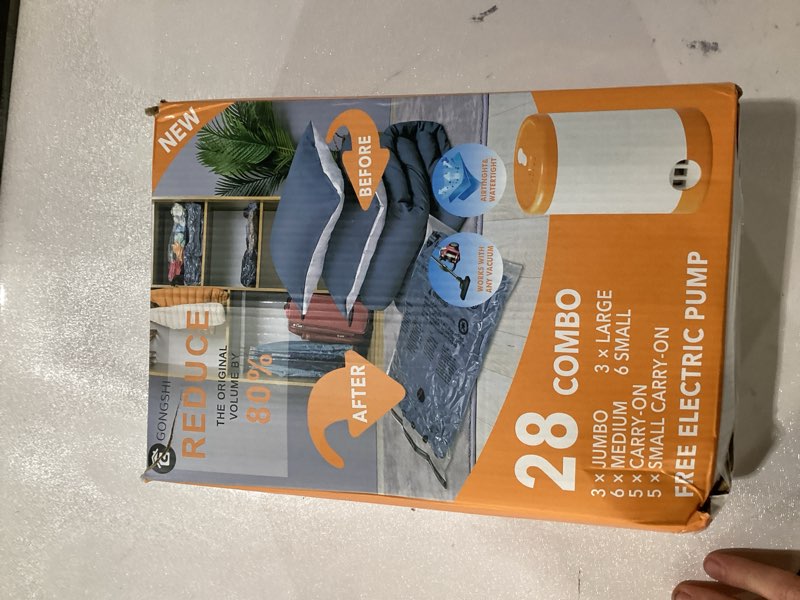 NEW
GONGSHI
REDUCE
THE ORIGINAL
VOLUME BY
80%
BEFORE
AFTER
AIRTINGHT&
WATERTIGHT
WORKS WITH
ANY VACUUM
28 COMBO
3 × JUMBO 3 × LARGE
6 × MEDIUM 6 SMALL
5 × CARRY-ON
5 × SMALL CARRY-ON
FREE ELECTRIC PUMP